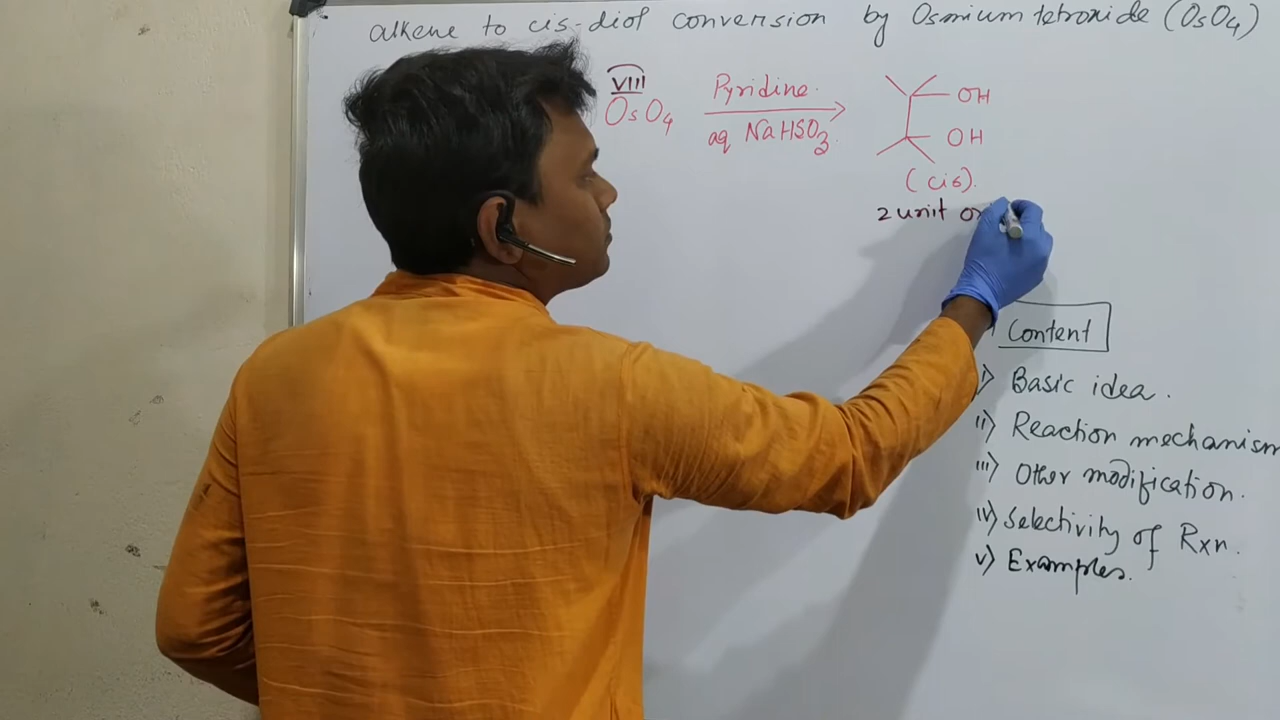 alkene to cis-diol conversion by Osmium tetroxide (OsO4)
VIII
OsO4
Pyridine.
aq NaHSO3.
OH
OH
(cis).
2 unit
Content
i) Basic idea.
ii) Reaction mechanism
iii) Other modification.
iv) Selectivity of Rxn.
v) Examples.